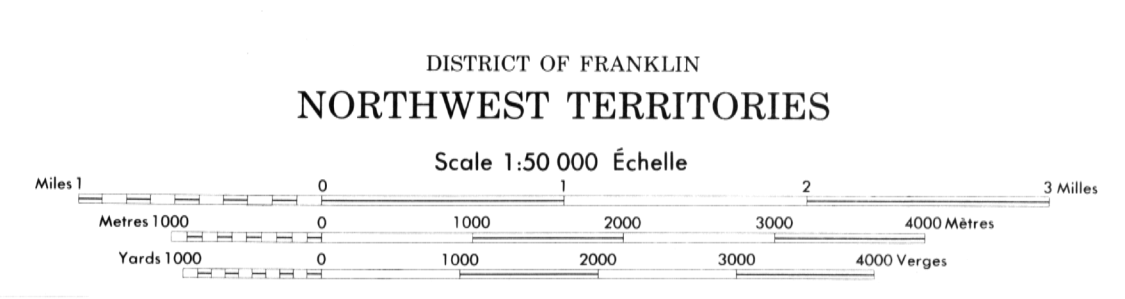 DISTRICT OF FRANKLIN
NORTHWEST TERRITORIES
Scale 1:50 000 Échelle
Miles 1 0 1 2 3 Milles
Metres 1000 0 1000 2000 3000 4000 Mètres
Yards 1000 0 1000 2000 3000 4000 Verges